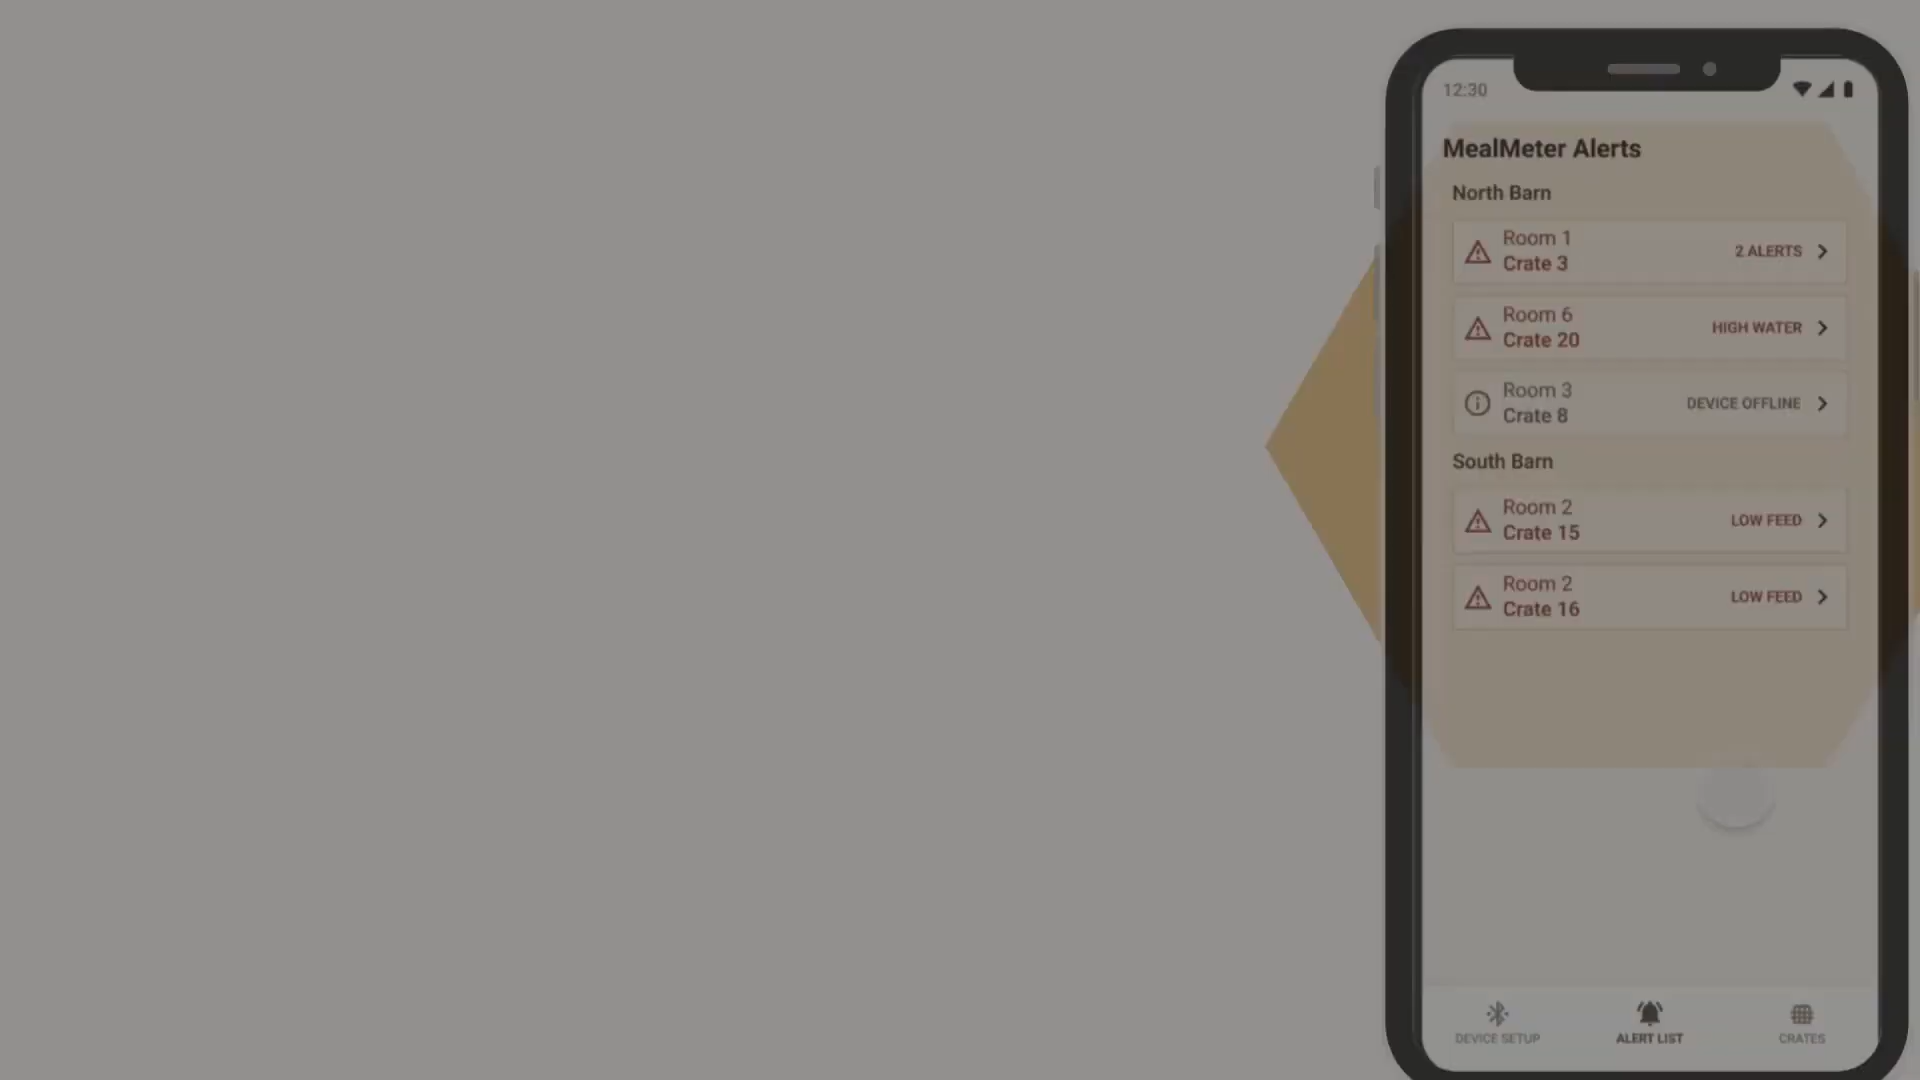 12:30
MealMeter Alerts
North Barn
Room 1
Crate 3
2 ALERTS
Room 6
Crate 20
HIGH WATER
Room 3
Crate 8
DEVICE OFFLINE
South Barn
Room 2
Crate 15
LOW FEED
Room 2
Crate 16
LOW FEED
DEVICE SETUP
ALERT LIST
CRATES